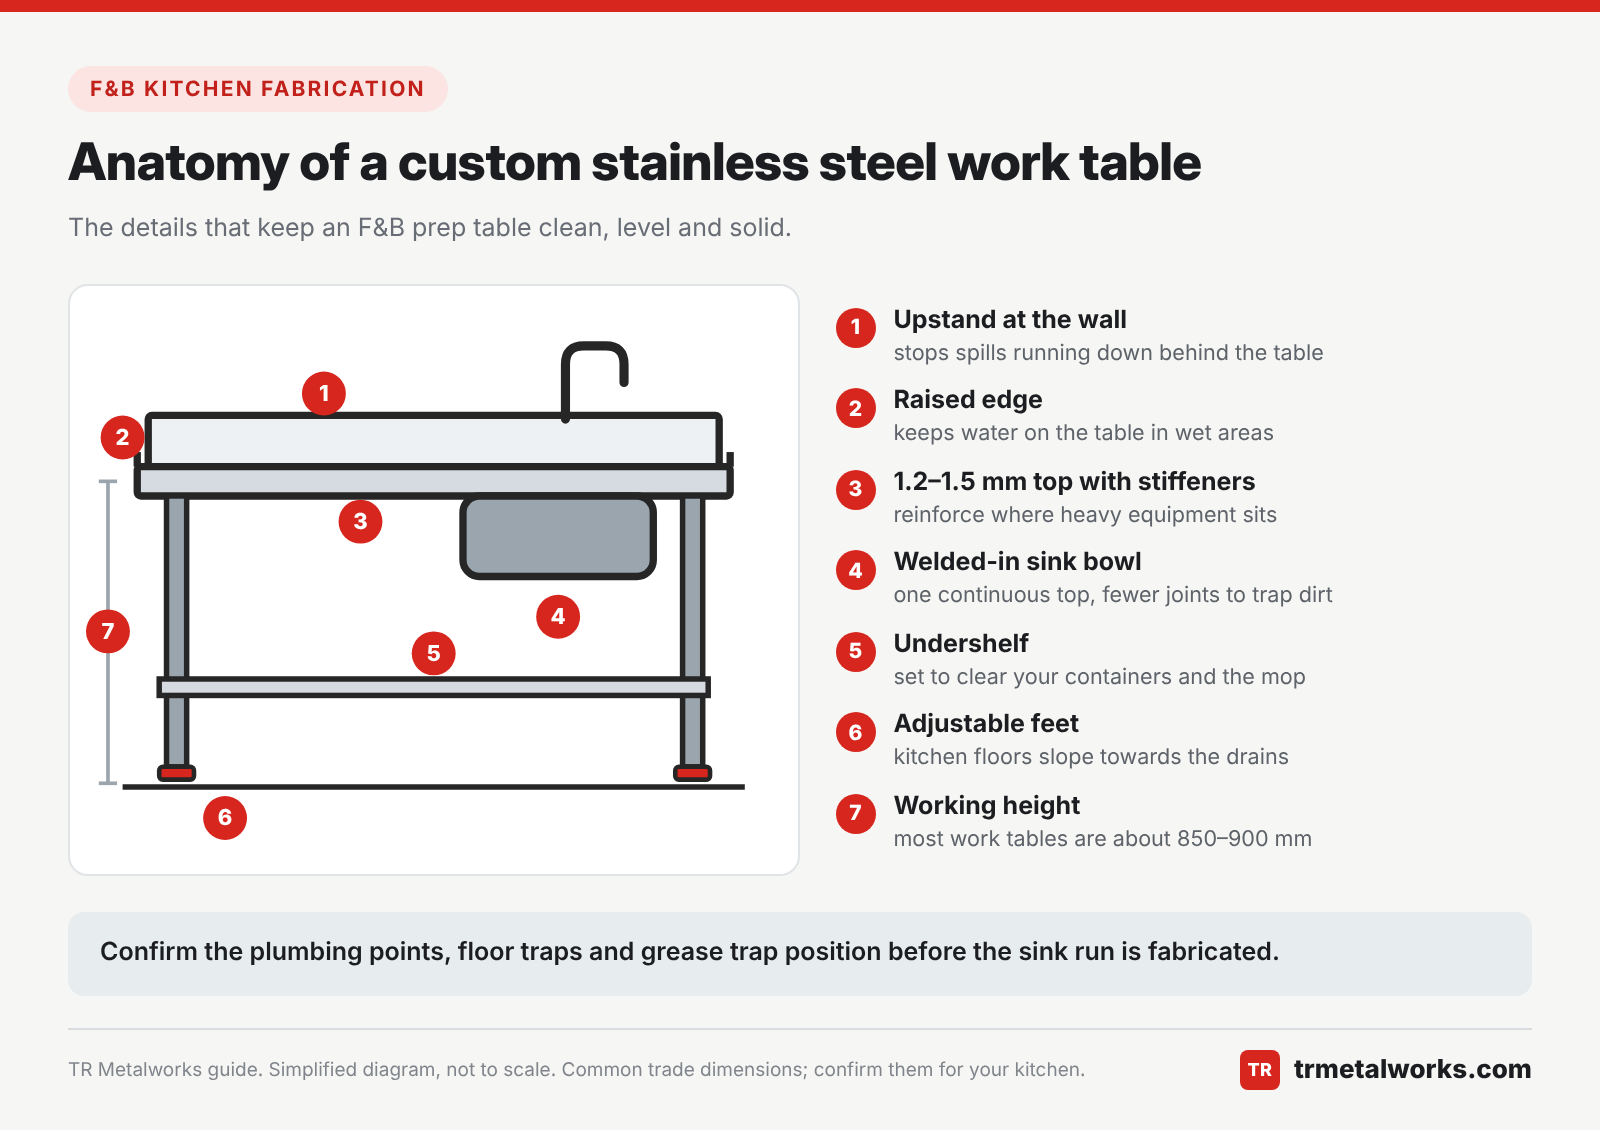 F&B KITCHEN FABRICATION
Anatomy of a custom stainless steel work table
The details that keep an F&B prep table clean, level and solid.
1
2
3
4
5
6
7
1 Upstand at the wall
stops spills running down behind the table
2 Raised edge
keeps water on the table in wet areas
3 1.2–1.5 mm top with stiffeners
reinforce where heavy equipment sits
4 Welded-in sink bowl
one continuous top, fewer joints to trap dirt
5 Undershelf
set to clear your containers and the mop
6 Adjustable feet
kitchen floors slope towards the drains
7 Working height
most work tables are about 850–900 mm
Confirm the plumbing points, floor traps and grease trap position before the sink run is fabricated.
TR Metalworks guide. Simplified diagram, not to scale. Common trade dimensions; confirm them for your kitchen.
TR trmetalworks.com